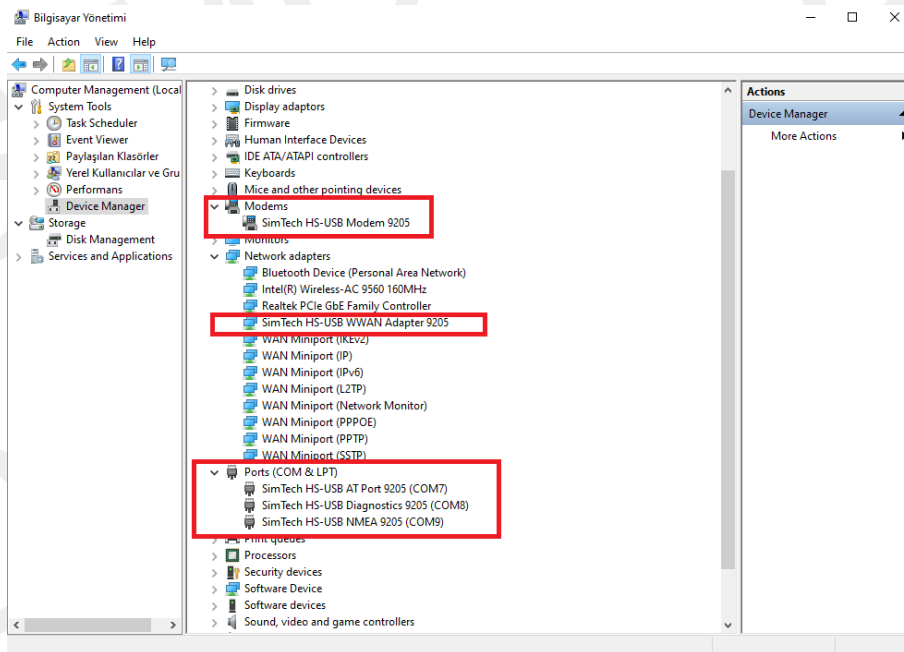 Bilgisayar Yönetimi
File Action View Help
Computer Management (Local
System Tools
Task Scheduler
Event Viewer
Paylaşılan Klasörler
Yerel Kullanıcılar ve Gru
Performans
Device Manager
Storage
Disk Management
Services and Applications
Disk drives
Display adaptors
Firmware
Human Interface Devices
IDE ATA/ATAPI controllers
Keyboards
Mice and other pointing devices
Modems
SimTech HS-USB Modem 9205
Monitors
Network adapters
Bluetooth Device (Personal Area Network)
Intel(R) Wireless-AC 9560 160MHz
Realtek PCIe GbE Family Controller
SimTech HS-USB WWAN Adapter 9205
WAN Miniport (IKEv2)
WAN Miniport (IP)
WAN Miniport (IPv6)
WAN Miniport (L2TP)
WAN Miniport (Network Monitor)
WAN Miniport (PPPOE)
WAN Miniport (PPTP)
WAN Miniport (SSTP)
Ports (COM & LPT)
SimTech HS-USB AT Port 9205 (COM7)
SimTech HS-USB Diagnostics 9205 (COM8)
SimTech HS-USB NMEA 9205 (COM9)
Print queues
Processors
Security devices
Software Device
Software devices
Sound, video and game controllers
Actions
Device Manager
More Actions